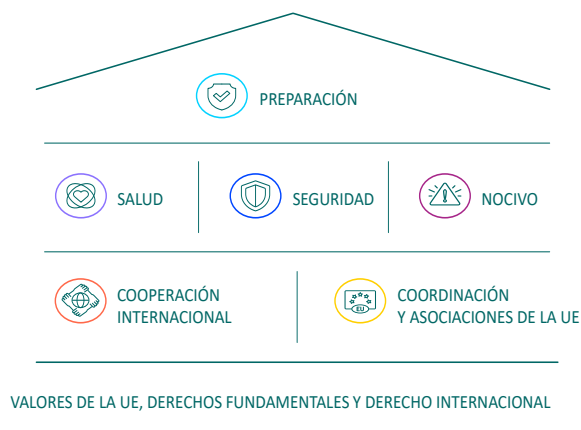 PREPARACIÓN
SALUD
SEGURIDAD
NOCIVO
COOPERACIÓN
INTERNACIONAL
EU
COORDINACIÓN
Y ASOCIACIONES DE LA UE
VALORES DE LA UE, DERECHOS FUNDAMENTALES Y DERECHO INTERNACIONAL